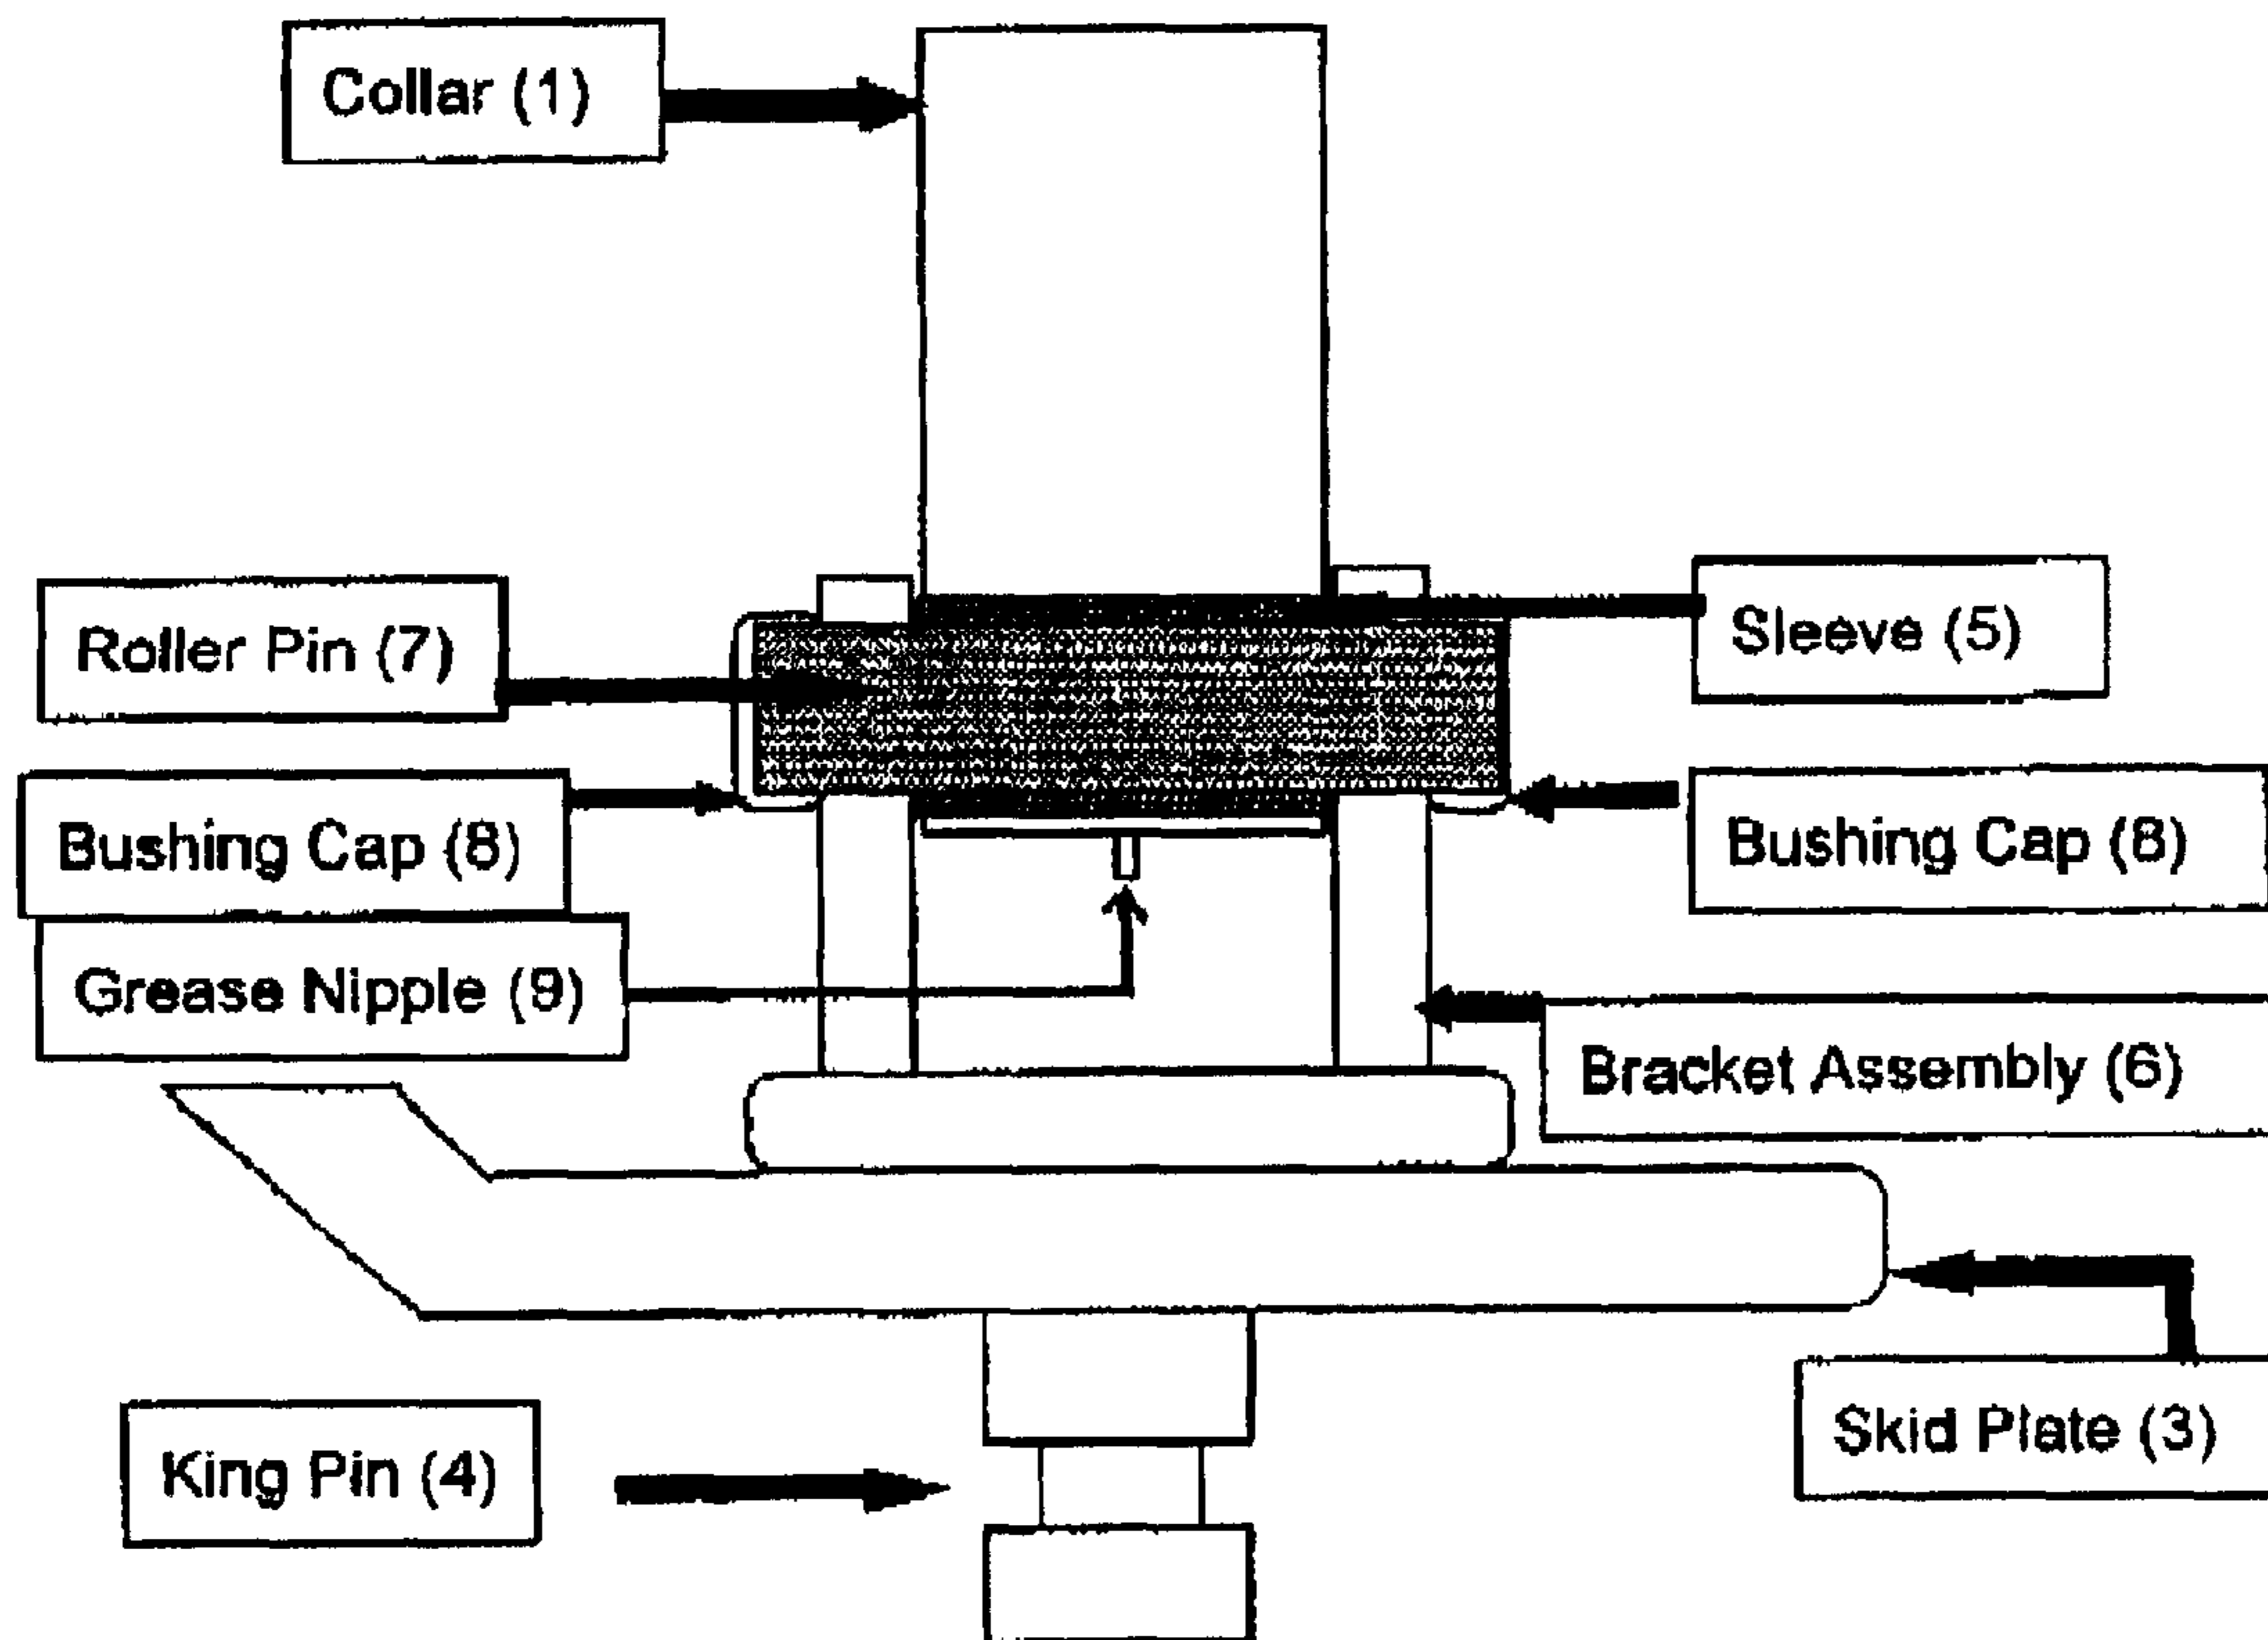 Collar (1)
Roller Pin (7)
Sleeve (5)
Bushing Cap (8)
Bushing Cap (8)
Grease Nipple (9)
Bracket Assembly (6)
Skid Plate (3)
King Pin (4)